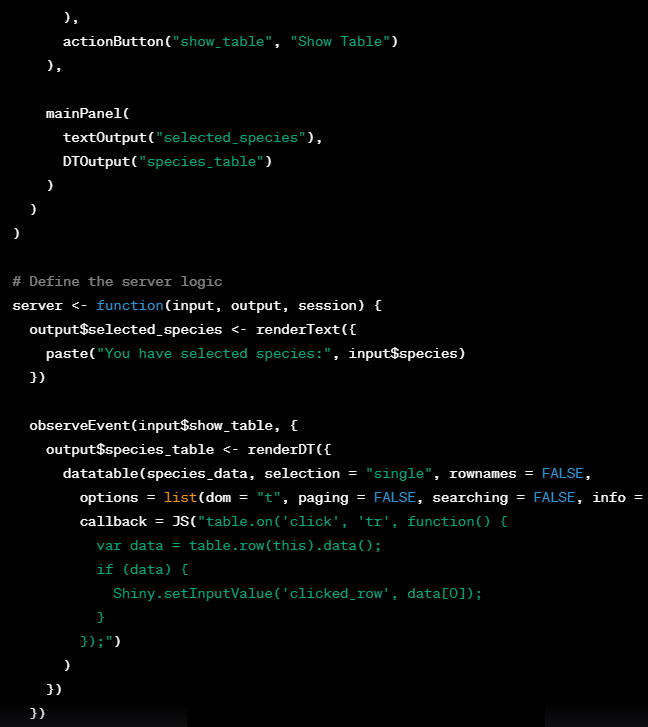 ),
      actionButton("show_table", "Show Table")
    ),

    mainPanel(
      textOutput("selected_species"),
      DTOutput("species_table")
    )
  )
)

# Define the server logic
server <- function(input, output, session) {
  output$selected_species <- renderText({
    paste("You have selected species:", input$species)
  })

  observeEvent(input$show_table, {
    output$species_table <- renderDT({
      datatable(species_data, selection = "single", rownames = FALSE,
        options = list(dom = "t", paging = FALSE, searching = FALSE, info =
        callback = JS("table.on('click', 'tr', function() {
          var data = table.row(this).data();
          if (data) {
            Shiny.setInputValue('clicked_row', data[0]);
          }
        });")
      )
    })
  })